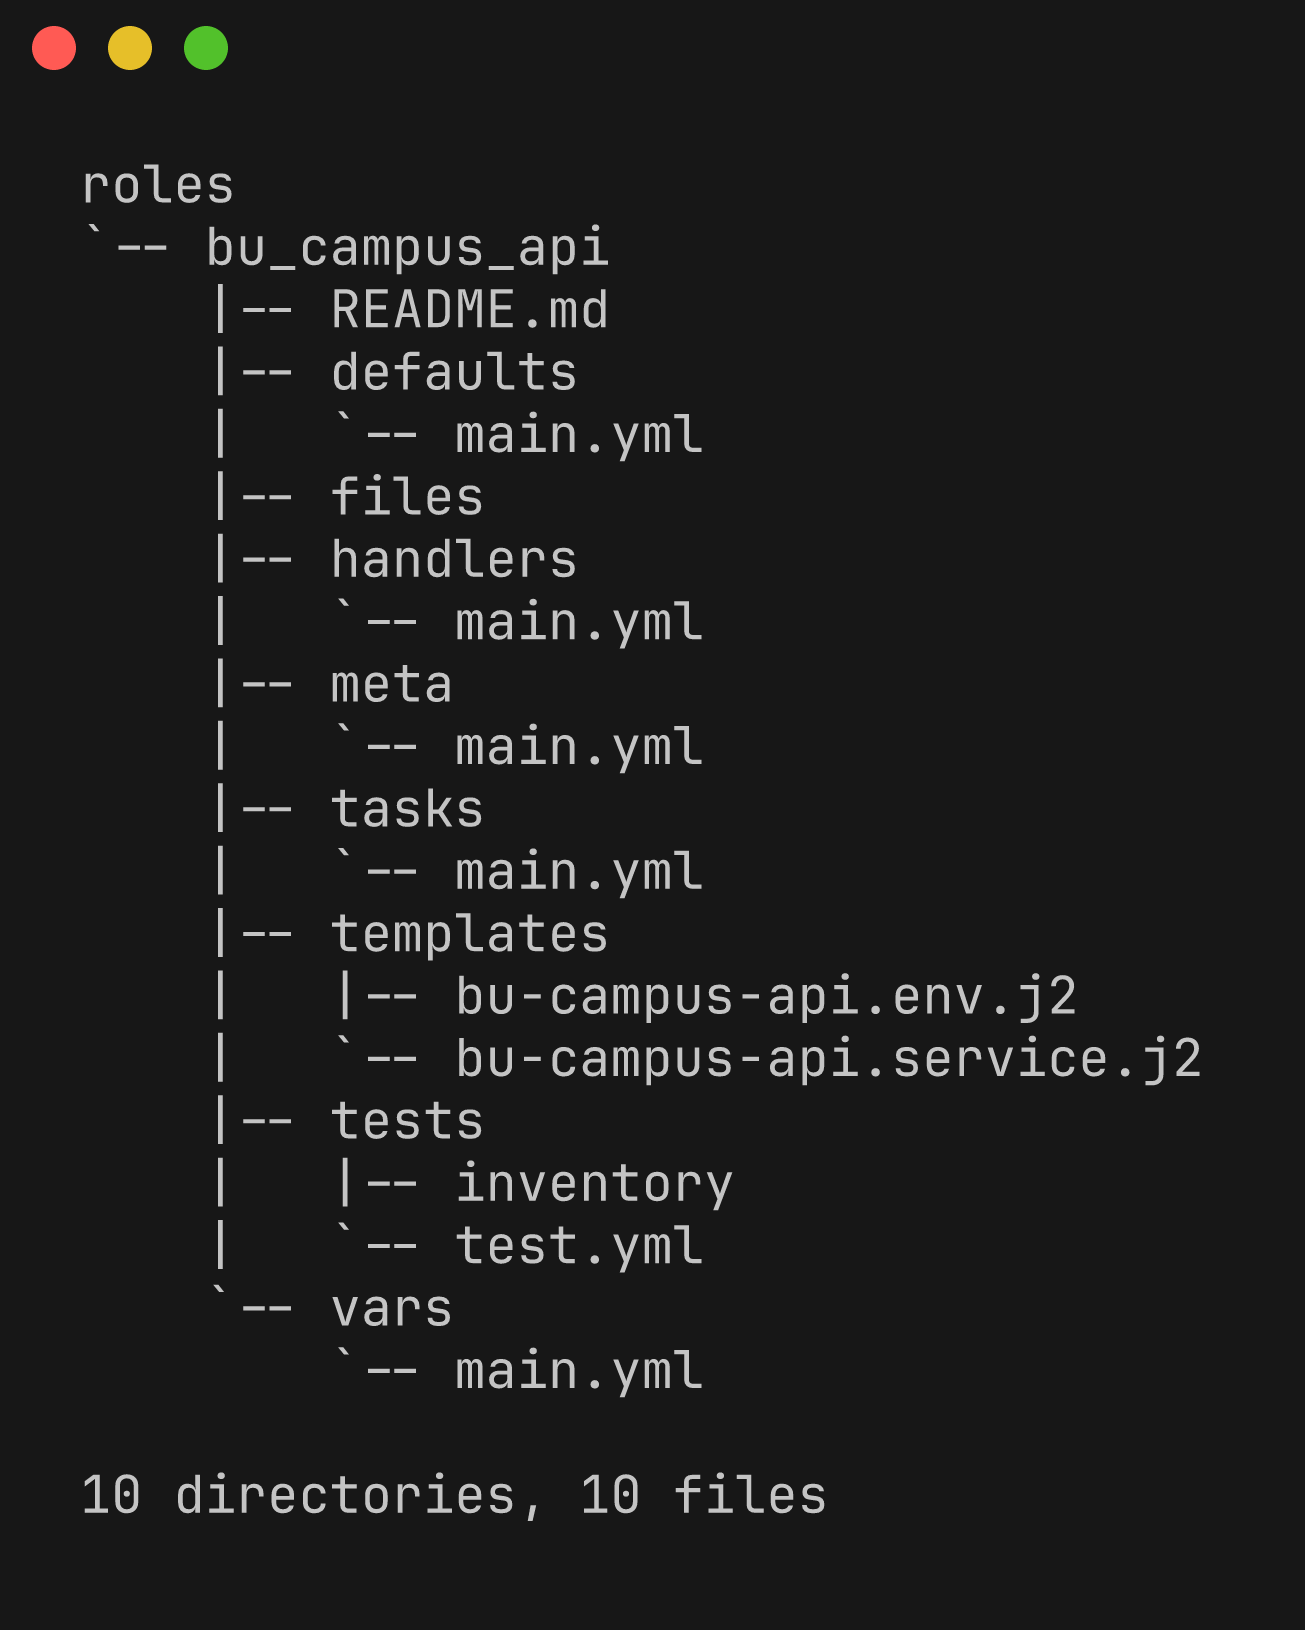 roles
`-- bu_campus_api
    |-- README.md
    |-- defaults
    |   `-- main.yml
    |-- files
    |-- handlers
    |   `-- main.yml
    |-- meta
    |   `-- main.yml
    |-- tasks
    |   `-- main.yml
    |-- templates
    |   |-- bu-campus-api.env.j2
    |   `-- bu-campus-api.service.j2
    |-- tests
    |   |-- inventory
    |   `-- test.yml
    `-- vars
        `-- main.yml

10 directories, 10 files